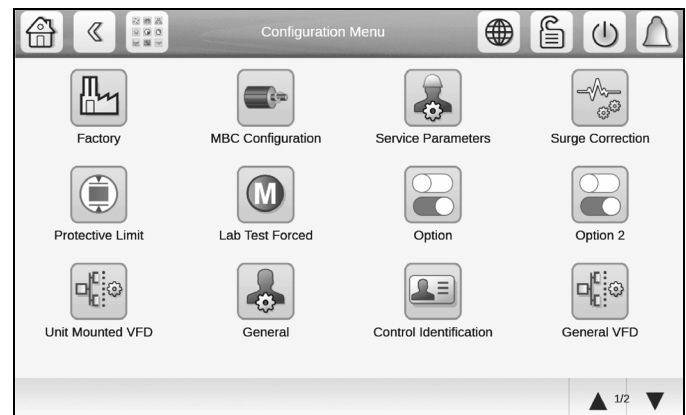 Configuration Menu
Factory
MBC Configuration
Service Parameters
Surge Correction
Protective Limit
M
Lab Test Forced
Option
Option 2
Unit Mounted VFD
General
Control Identification
General VFD
1/2